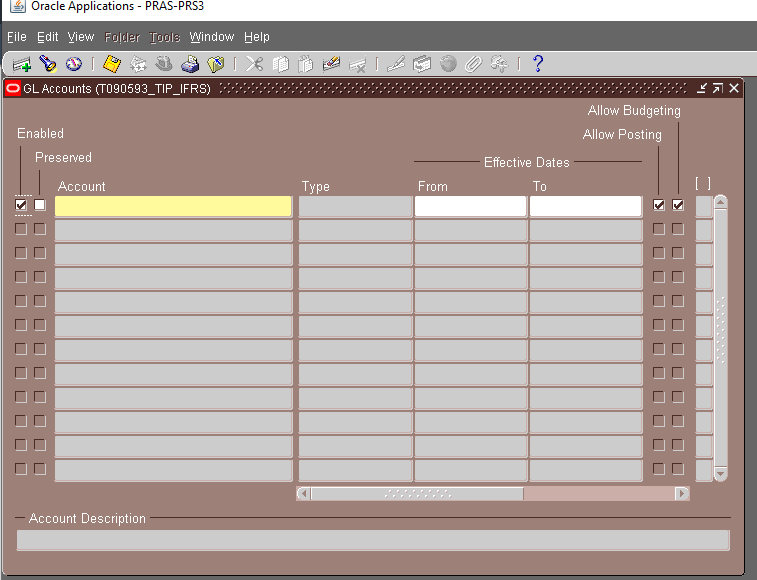 Oracle Applications - PRAS-PRS3
File Edit View Folder Tools Window Help
?
GL Accounts (T090593_TIP_IFRS)
Allow Budgeting
Enabled
Allow Posting
Preserved
Effective Dates
Account Type From To [ ]
Account Description